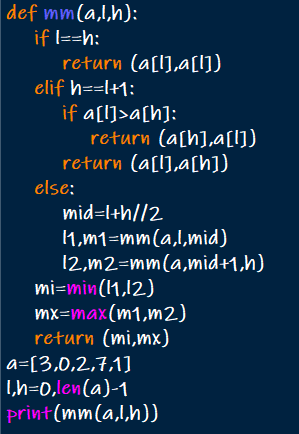 def mm(a,l,h):
    if l==h:
        return (a[l],a[l])
    elif h==l+1:
        if a[l]>a[h]:
            return (a[h],a[l])
        return (a[l],a[h])
    else:
        mid=l+h//2
        l1,m1=mm(a,l,mid)
        l2,m2=mm(a,mid+1,h)
    mi=min(l1,l2)
    mx=max(m1,m2)
    return (mi,mx)
a=[3,0,2,7,1]
l,h=0,len(a)-1
print(mm(a,l,h))